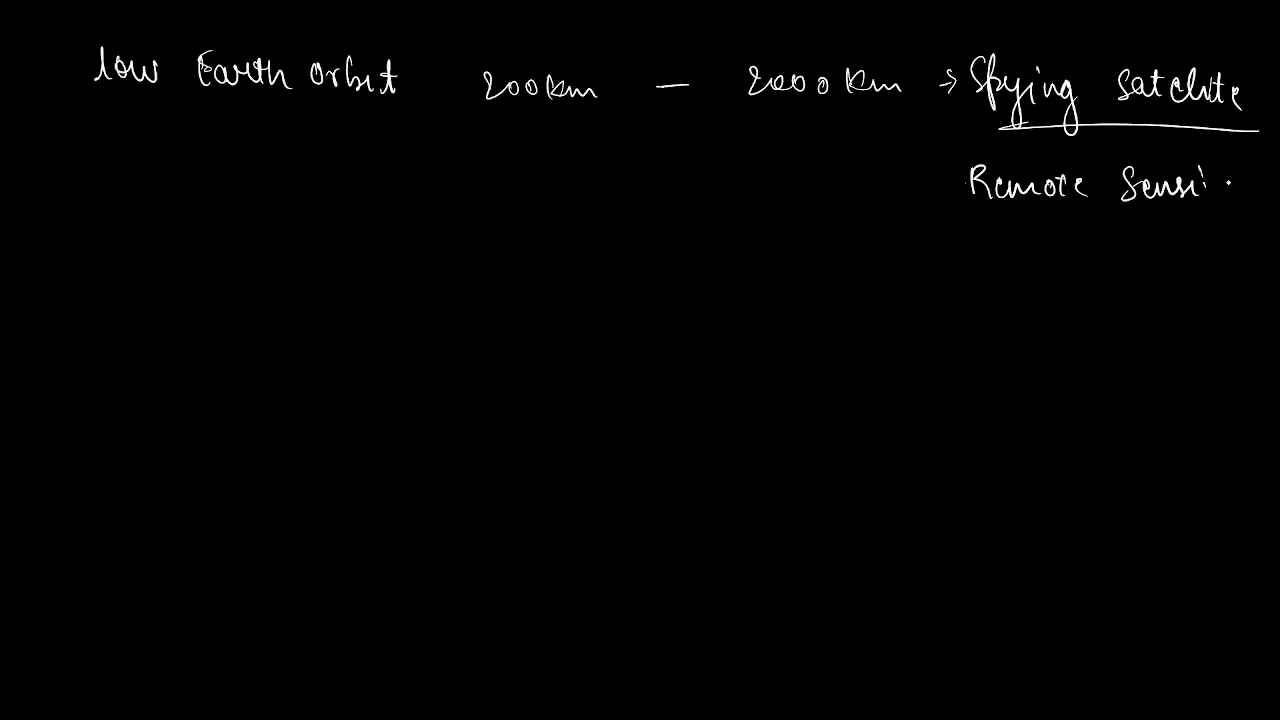 low Earth orbit 200km — 2000 km → Spying Satellite
Remote Sensi